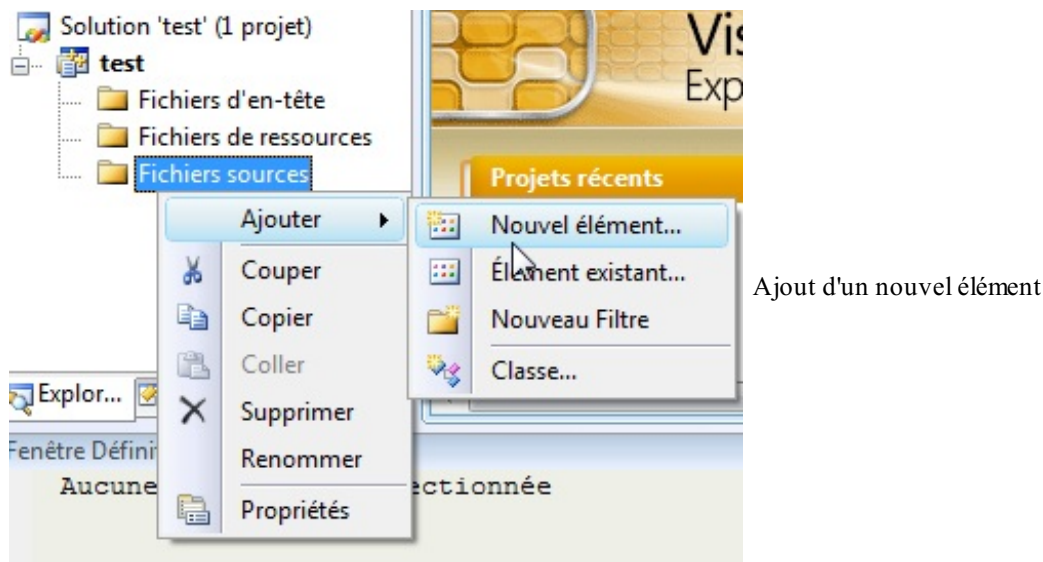 Solution 'test' (1 projet)
test
Fichiers d'en-tête
Fichiers de ressources
Fichiers sources
Projets récents
Ajouter
Couper
Copier
Coller
Supprimer
Renommer
Propriétés
Nouvel élément...
Élément existant...
Nouveau Filtre
Classe...
Explor...
Fenêtre Défini
Aucune
ectionnée
Ajout d'un nouvel élément